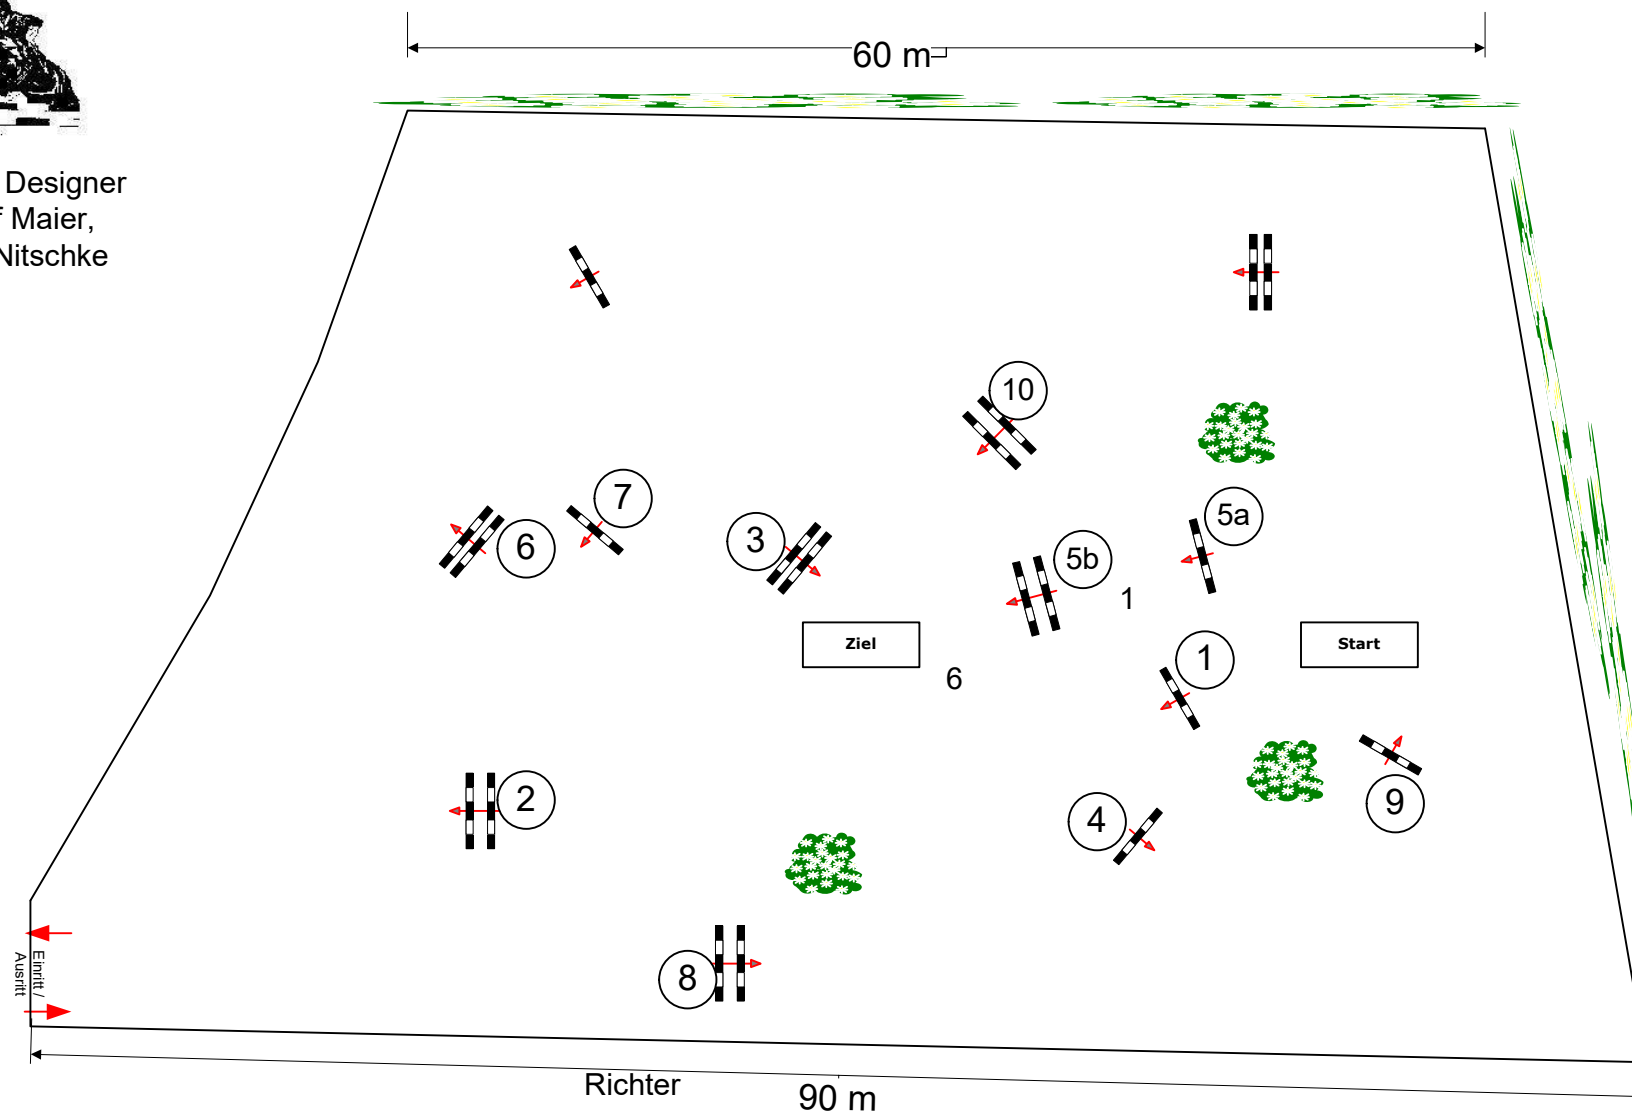 60 m
Designer
Maier,
Nitschke
10
7
5a
3
6
5b
1
Ziel
Start
1
6
2
4
9
8
Einritt /
Ausritt
Richter
90 m